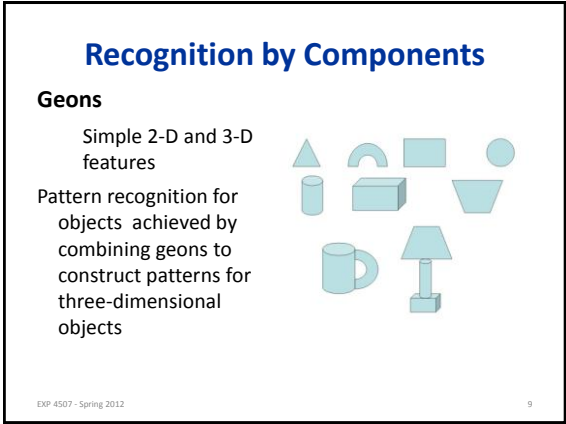 Recognition by Components
Geons
Simple 2-D and 3-D
features
Pattern recognition for
objects achieved by
combining geons to
construct patterns for
three-dimensional
objects
EXP 4507 - Spring 2012
9